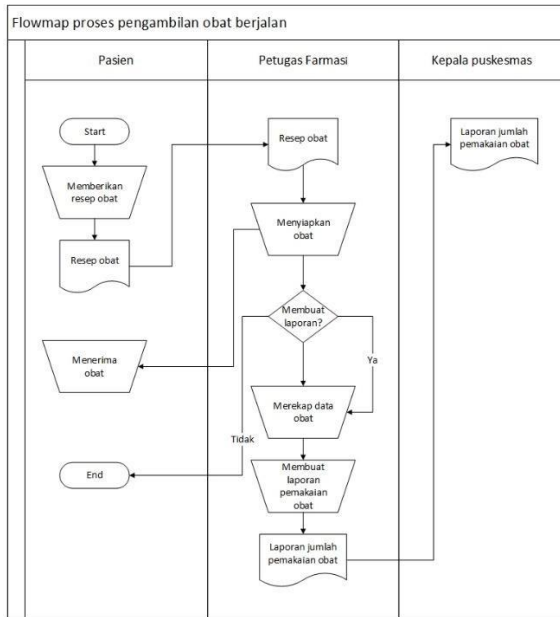 Flowmap proses pengambilan obat berjalan
Pasien
Petugas Farmasi
Kepala puskesmas
Start
Memberikan
resep obat
Resep obat
Menerima
obat
End
Resep obat
Menyiapkan
obat
Membuat
laporan?
Ya
Tidak
Merekap data
obat
Membuat
laporan
pemakaian
obat
Laporan jumlah
pemakaian obat
Laporan jumlah
pemakaian obat